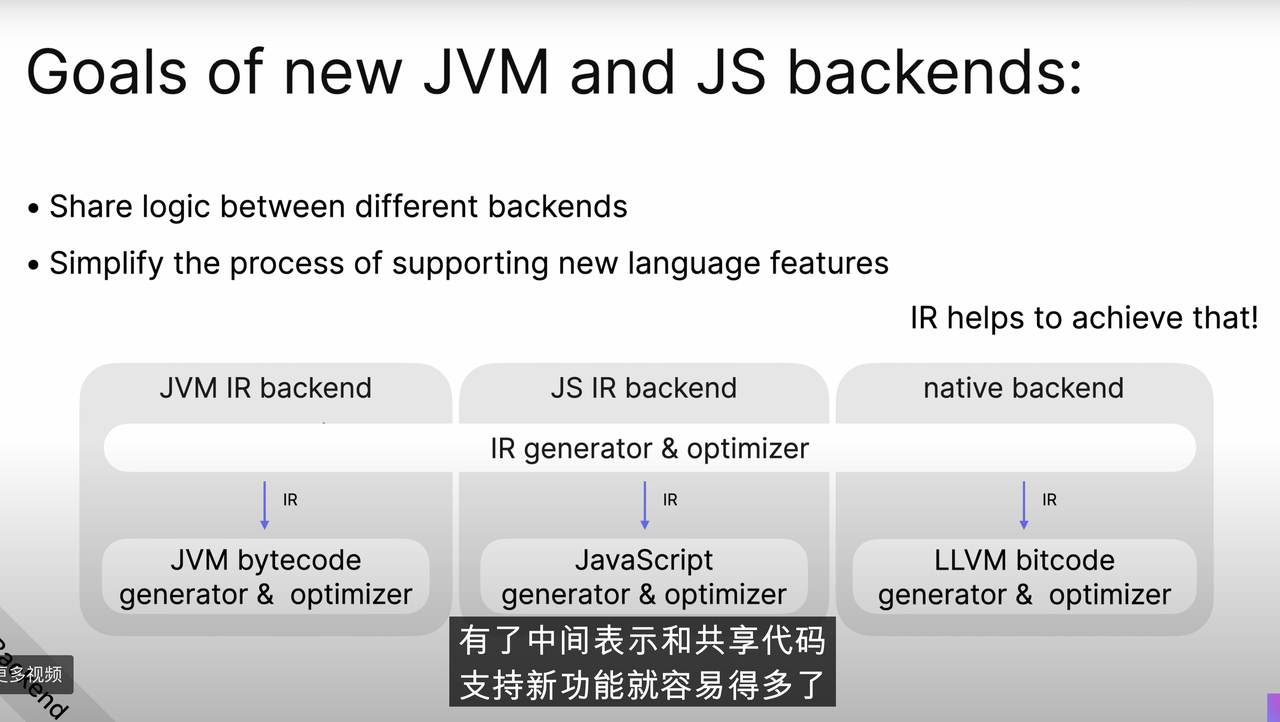 Goals of new JVM and JS backends:
• Share logic between different backends
• Simplify the process of supporting new language features
IR helps to achieve that!
JVM IR backend
JS IR backend
native backend
IR generator & optimizer
IR
IR
IR
JVM bytecode
generator & optimizer
JavaScript
generator & optimizer
LLVM bitcode
generator & optimizer
有了中间表示和共享代码
支持新功能就容易得多了
更多视频
Backend